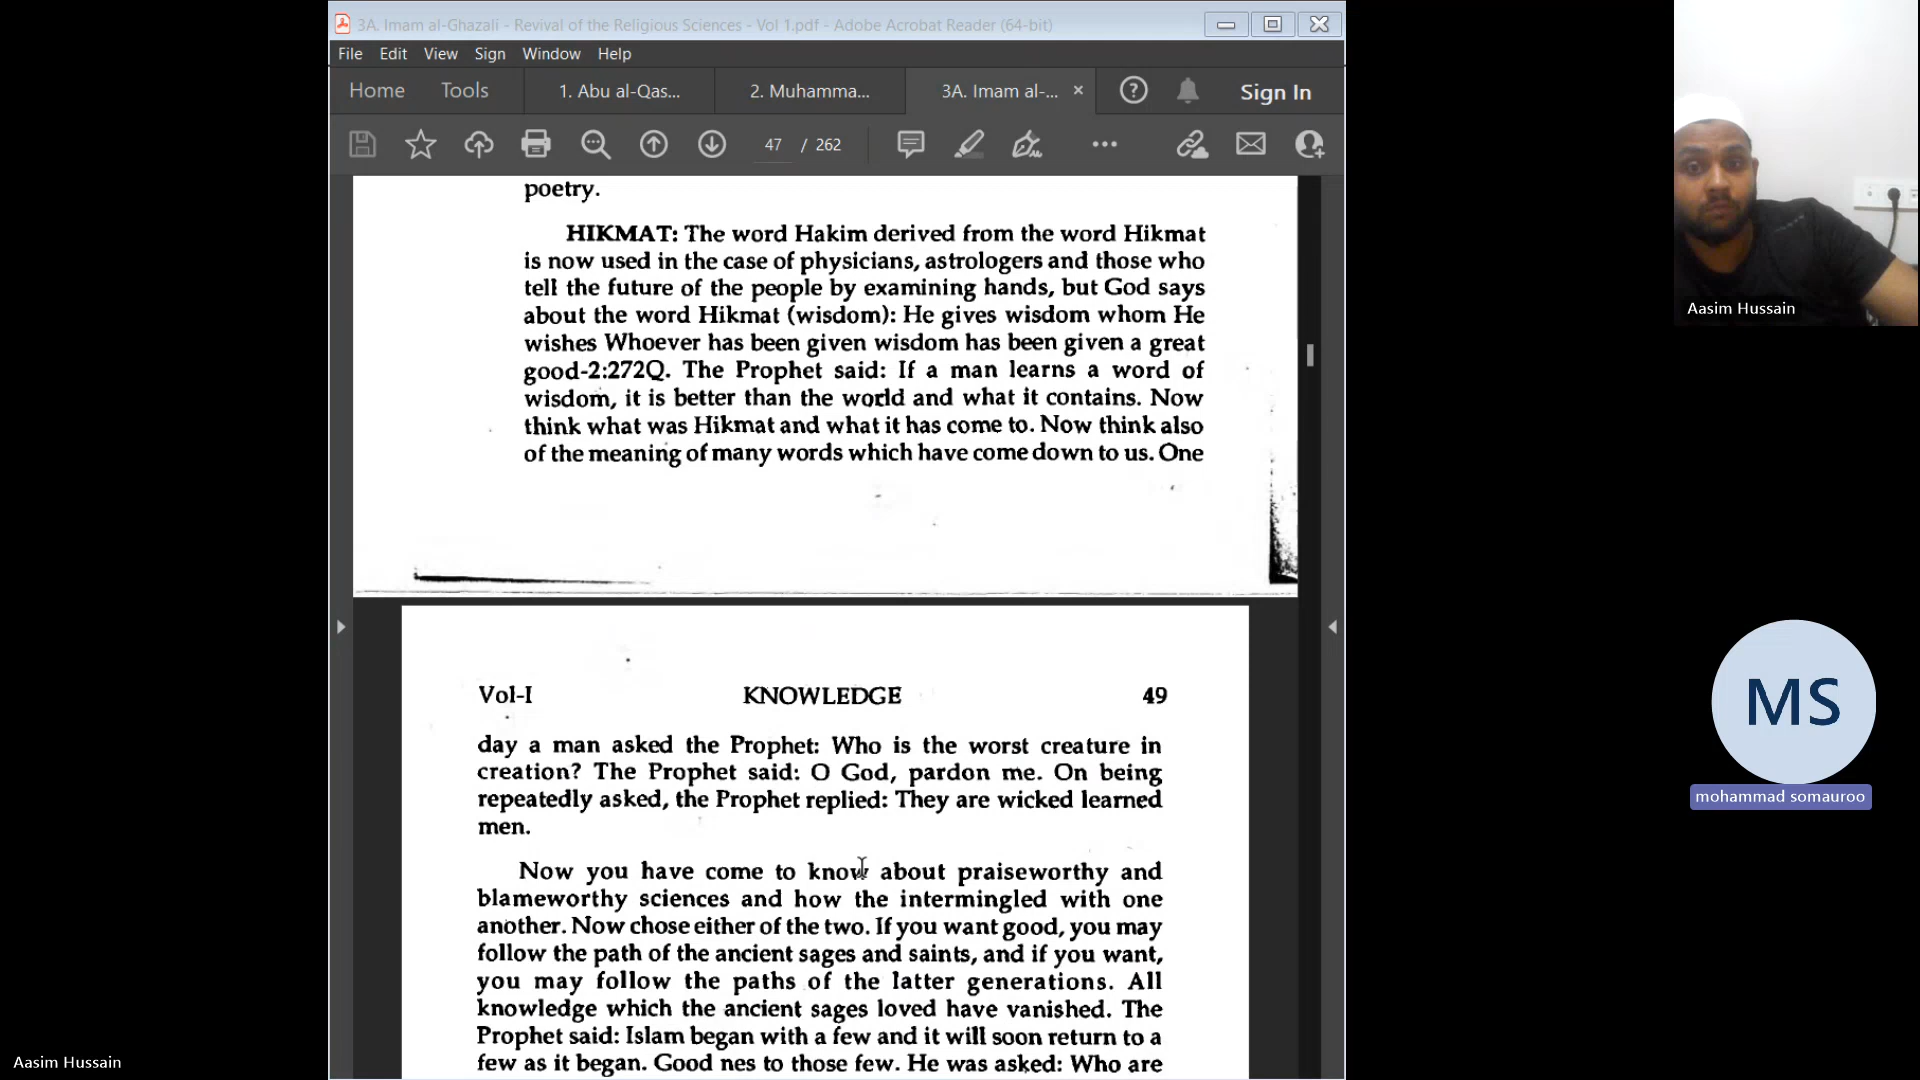 3A. Imam al-Ghazali - Revival of the Religious Sciences - Vol 1.pdf - Adobe Acrobat Reader (64-bit)
File Edit View Sign Window Help
Home Tools 1. Abu al-Qas... 2. Muhamma... 3A. Imam al-... Sign In
47 / 262
poetry.
HIKMAT: The word Hakim derived from the word Hikmat
is now used in the case of physicians, astrologers and those who
tell the future of the people by examining hands, but God says
about the word Hikmat (wisdom): He gives wisdom whom He
wishes Whoever has been given wisdom has been given a great
good-2:272Q. The Prophet said: If a man learns a word of
wisdom, it is better than the world and what it contains. Now
think what was Hikmat and what it has come to. Now think also
of the meaning of many words which have come down to us. One
Vol-I KNOWLEDGE 49
day a man asked the Prophet: Who is the worst creature in
creation? The Prophet said: O God, pardon me. On being
repeatedly asked, the Prophet replied: They are wicked learned
men.
Now you have come to know about praiseworthy and
blameworthy sciences and how the intermingled with one
another. Now chose either of the two. If you want good, you may
follow the path of the ancient sages and saints, and if you want,
you may follow the paths of the latter generations. All
knowledge which the ancient sages loved have vanished. The
Prophet said: Islam began with a few and it will soon return to a
few as it began. Good nes to those few. He was asked: Who are
Aasim Hussain
MS
mohammad somauroo
Aasim Hussain